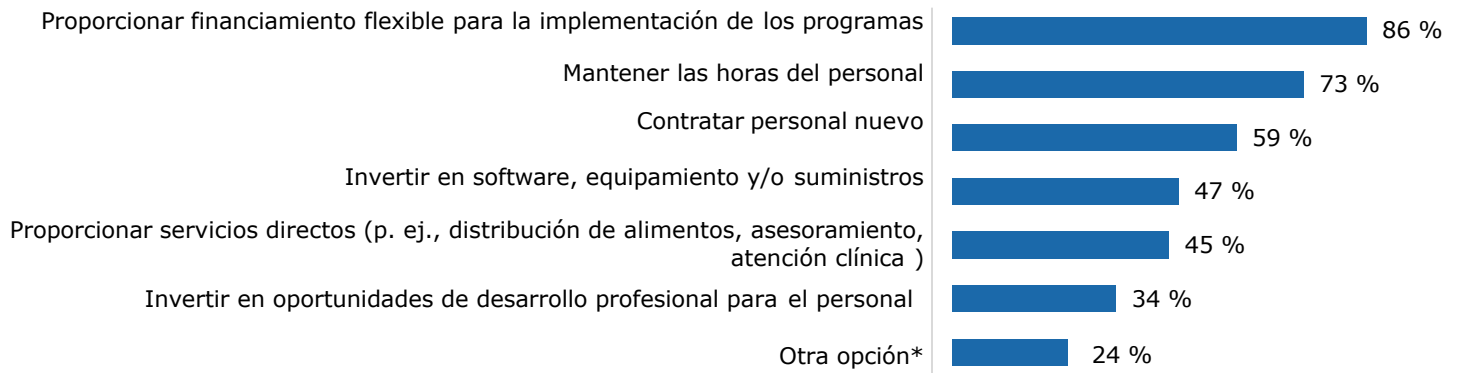 Proporcionar financiamiento flexible para la implementación de los programas 86 %
Mantener las horas del personal 73 %
Contratar personal nuevo 59 %
Invertir en software, equipamiento y/o suministros 47 %
Proporcionar servicios directos (p. ej., distribución de alimentos, asesoramiento,
atención clínica ) 45 %
Invertir en oportunidades de desarrollo profesional para el personal 34 %
Otra opción* 24 %